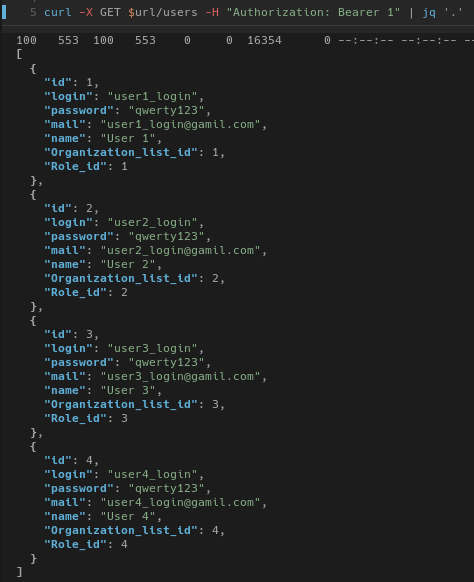 5 curl -X GET $url/users -H "Authorization: Bearer 1" | jq '.'
100   553  100   553    0     0  16354      0 --:--:-- --:--:-- --
[
  {
    "id": 1,
    "login": "user1_login",
    "password": "qwerty123",
    "mail": "user1_login@gamil.com",
    "name": "User 1",
    "Organization_list_id": 1,
    "Role_id": 1
  },
  {
    "id": 2,
    "login": "user2_login",
    "password": "qwerty123",
    "mail": "user2_login@gamil.com",
    "name": "User 2",
    "Organization_list_id": 2,
    "Role_id": 2
  },
  {
    "id": 3,
    "login": "user3_login",
    "password": "qwerty123",
    "mail": "user3_login@gamil.com",
    "name": "User 3",
    "Organization_list_id": 3,
    "Role_id": 3
  },
  {
    "id": 4,
    "login": "user4_login",
    "password": "qwerty123",
    "mail": "user4_login@gamil.com",
    "name": "User 4",
    "Organization_list_id": 4,
    "Role_id": 4
  }
]